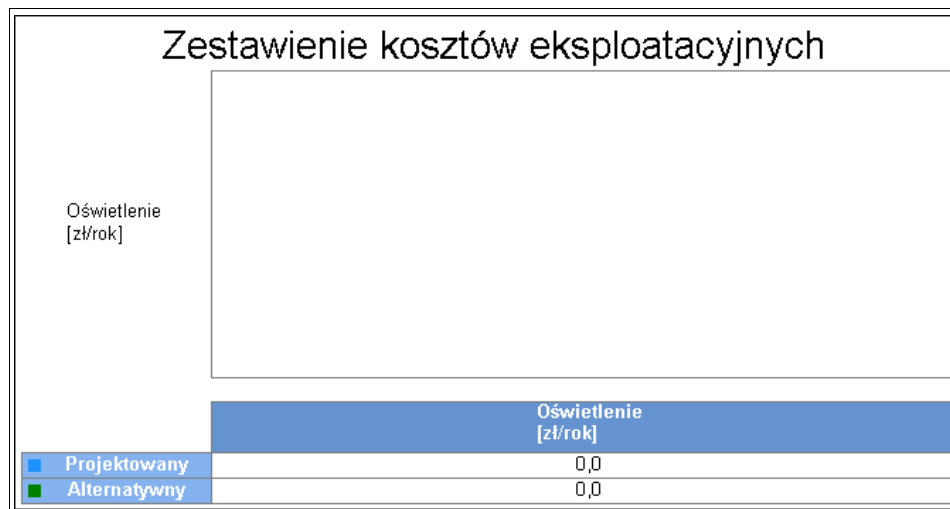 Zestawienie kosztów eksploatacyjnych
Oświetlenie
[zł/rok]
Oświetlenie
[zł/rok]
Projektowany 0,0
Alternatywny 0,0